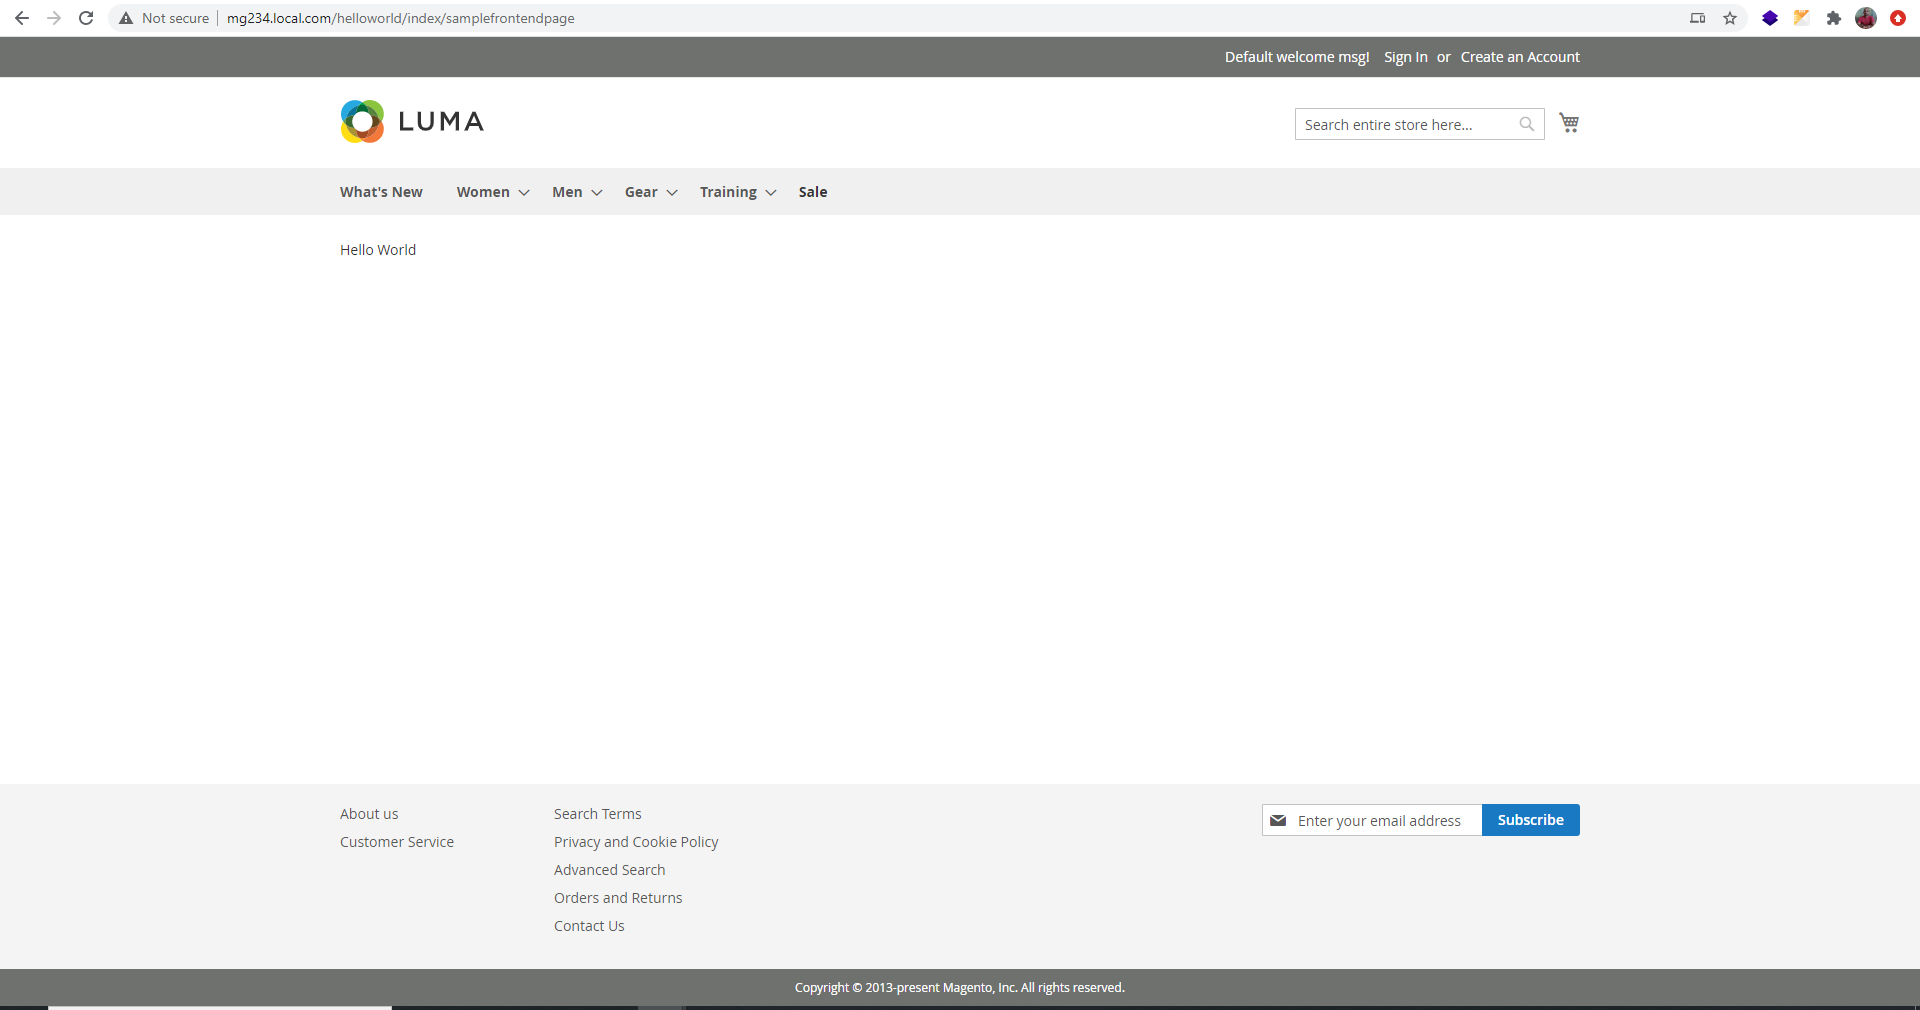 Not secure mg234.local.com/helloworld/index/samplefrontendpage
Default welcome msg! Sign In or Create an Account
LUMA
Search entire store here...
What's New Women Men Gear Training Sale
Hello World
About us
Customer Service
Search Terms
Privacy and Cookie Policy
Advanced Search
Orders and Returns
Contact Us
Enter your email address Subscribe
Copyright © 2013-present Magento, Inc. All rights reserved.